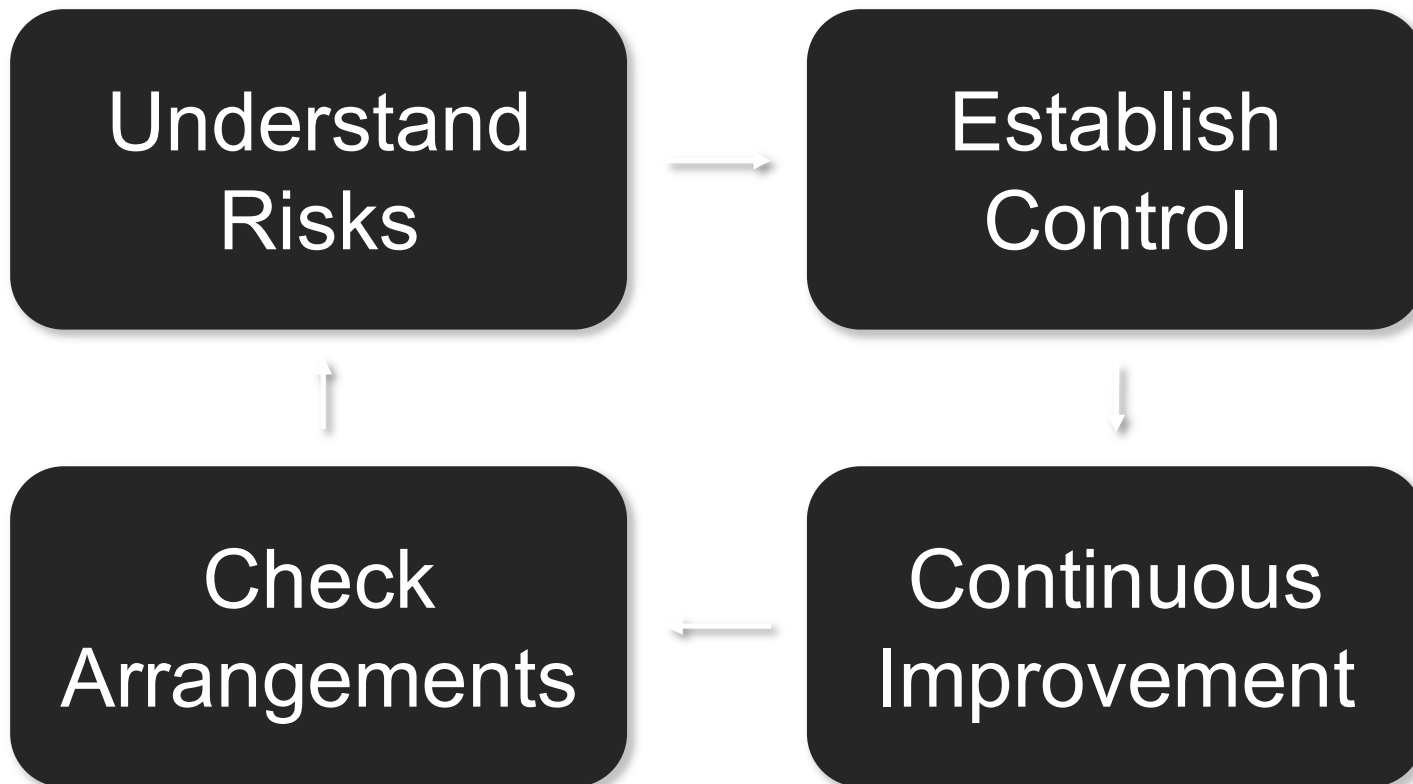 Understand
Risks
Establish
Control
Check
Arrangements
Continuous
Improvement